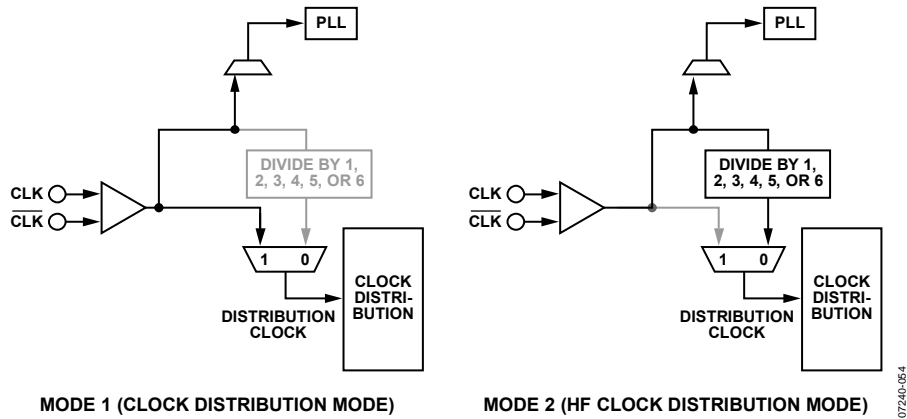 PLL
DIVIDE BY 1,
2, 3, 4, 5, OR 6
CLK
CLK
1 0
CLOCK
DISTRI-
BUTION
DISTRIBUTION
CLOCK
MODE 1 (CLOCK DISTRIBUTION MODE)
PLL
DIVIDE BY 1,
2, 3, 4, 5, OR 6
CLK
CLK
1 0
CLOCK
DISTRI-
BUTION
DISTRIBUTION
CLOCK
MODE 2 (HF CLOCK DISTRIBUTION MODE)
07240-054